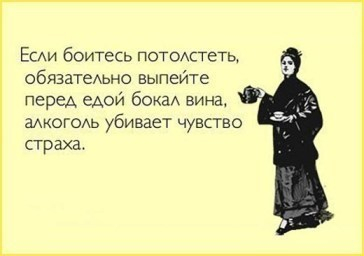 Если боитесь потолстеть,
обязательно выпейте
перед едой бокал вина,
алкоголь убивает чувство
страха.